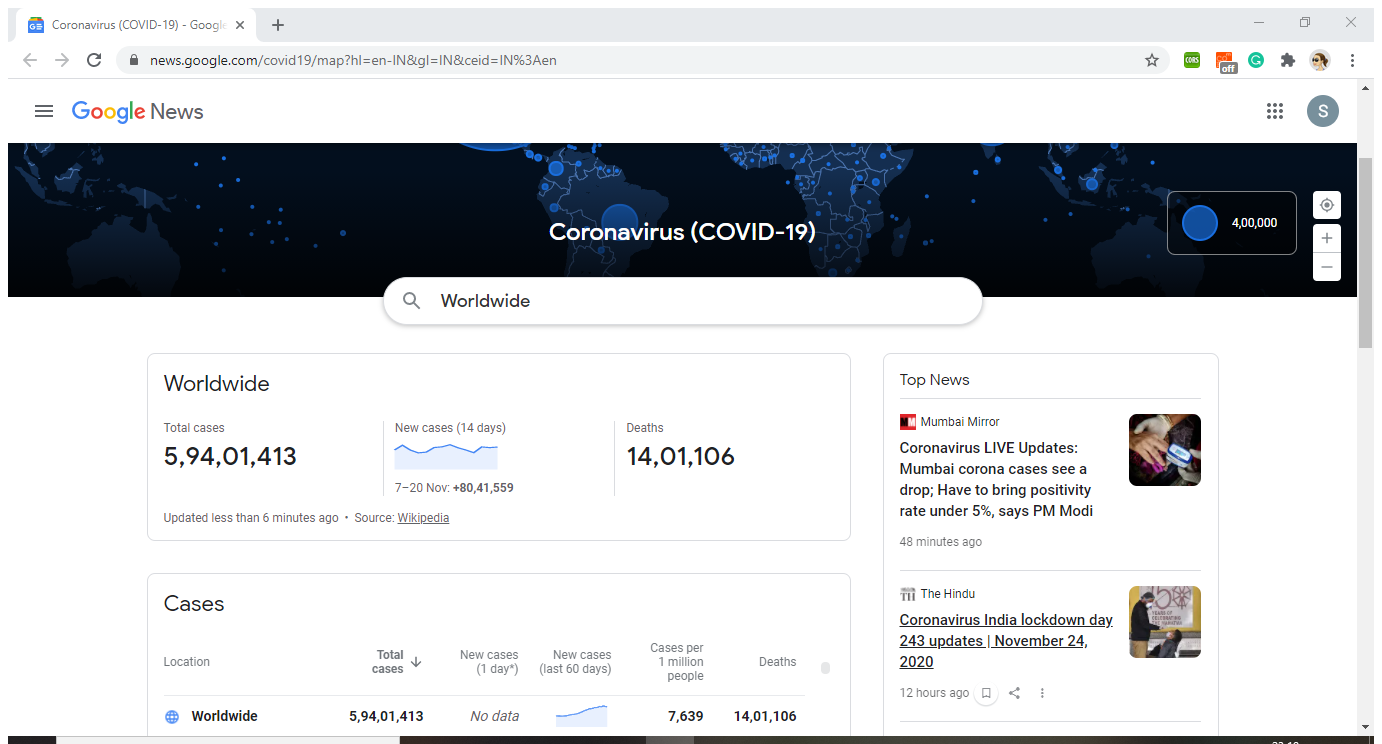 Coronavirus (COVID-19) - Google
news.google.com/covid19/map?hl=en-IN&gl=IN&ceid=IN%3Aen
CORS
off
Google News
S
Coronavirus (COVID-19)
4,00,000
Worldwide
Worldwide
Total cases
5,94,01,413
New cases (14 days)
7–20 Nov: +80,41,559
Deaths
14,01,106
Updated less than 6 minutes ago • Source: Wikipedia
Cases
Location
Total
cases
New cases
(1 day*)
New cases
(last 60 days)
Cases per
1 million
people
Deaths
Worldwide 5,94,01,413 No data 7,639 14,01,106
Top News
Mumbai Mirror
Coronavirus LIVE Updates:
Mumbai corona cases see a
drop; Have to bring positivity
rate under 5%, says PM Modi
48 minutes ago
The Hindu
Coronavirus India lockdown day
243 updates | November 24,
2020
12 hours ago